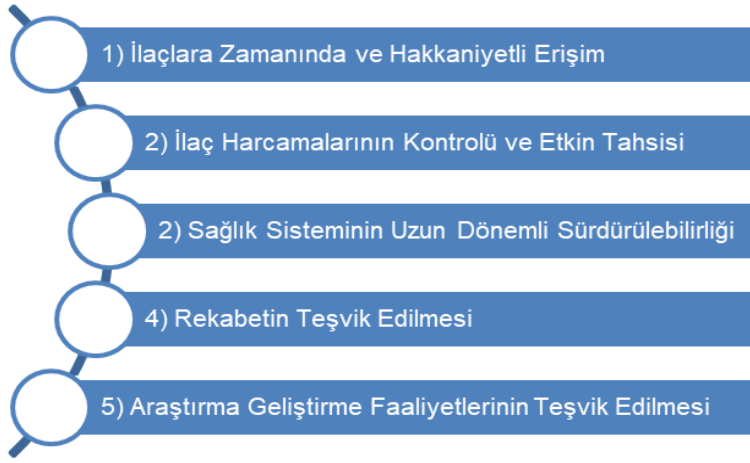 1) İlaçlara Zamanında ve Hakkaniyetli Erişim
2) İlaç Harcamalarının Kontrolü ve Etkin Tahsisi
2) Sağlık Sisteminin Uzun Dönemli Sürdürülebilirliği
4) Rekabetin Teşvik Edilmesi
5) Araştırma Geliştirme Faaliyetlerinin Teşvik Edilmesi